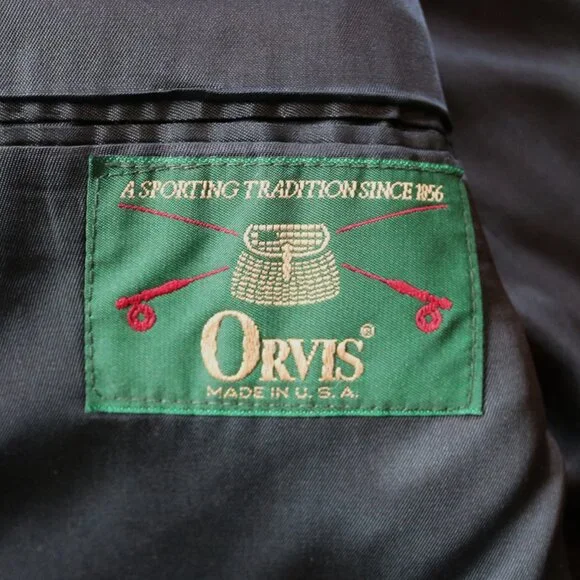 A SPORTING TRADITION SINCE 1856
ORVIS®
MADE IN U.S.A.